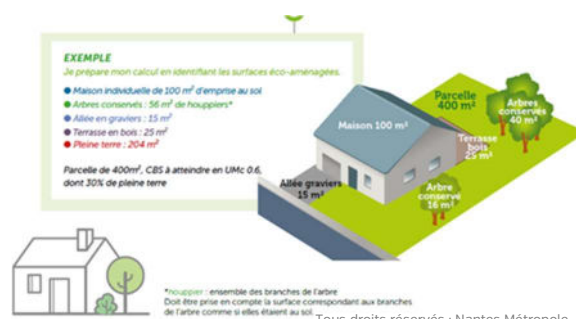 EXEMPLE
Je prépare mon calcul en identifiant les surfaces éco-aménagées.
Maison individuelle de 100 m² d'emprise au sol
Arbres conservés : 56 m² de houppiers*
Allée en graviers : 15 m²
Terrasse en bois : 25 m²
Pleine terre : 204 m²
Parcelle de 400m², CBS à atteindre en UMc 0.6,
dont 30% de pleine terre
Parcelle
400 m²
Arbres
conservés
40 m²
Maison 100 m²
Terrasse
bois
25 m²
Allée graviers
15 m²
Arbre
conservé
16 m²
*houppier : ensemble des branches de l'arbre
Doit être prise en compte la surface correspondant aux branches
de l'arbre comme si elles étaient au sol.
Tous droits réservés : Nantes Métropole